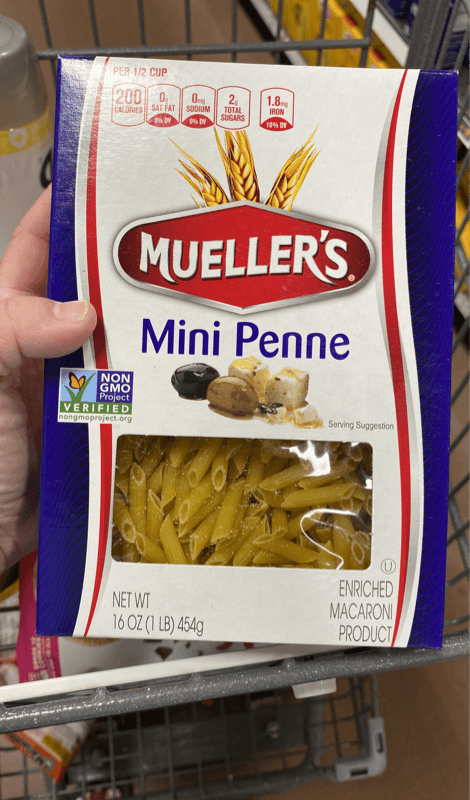 PER 1/2 CUP
200
CALORIES
0g
SAT FAT
0% DV
0mg
SODIUM
0% DV
2g
TOTAL
SUGARS
1.8mg
IRON
10% DV
MUELLER'S®
Mini Penne
NON
GMO
Project
VERIFIED
nongmoproject.org
Serving Suggestion
U
NET WT
16 OZ (1 LB) 454g
ENRICHED
MACARONI
PRODUCT